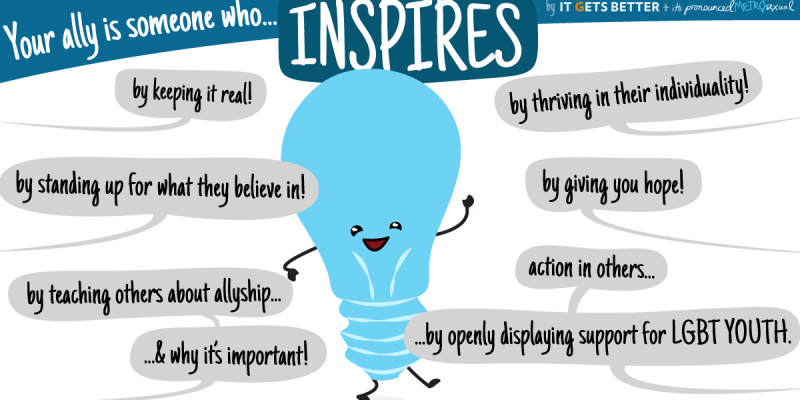 Your ally is someone who...
INSPIRES
by IT GETS BETTER + its pronounced METROsexual
by keeping it real!
by standing up for what they believe in!
by teaching others about allyship...
...& why it's important!
by thriving in their individuality!
by giving you hope!
action in others...
...by openly displaying support for LGBT YOUTH.